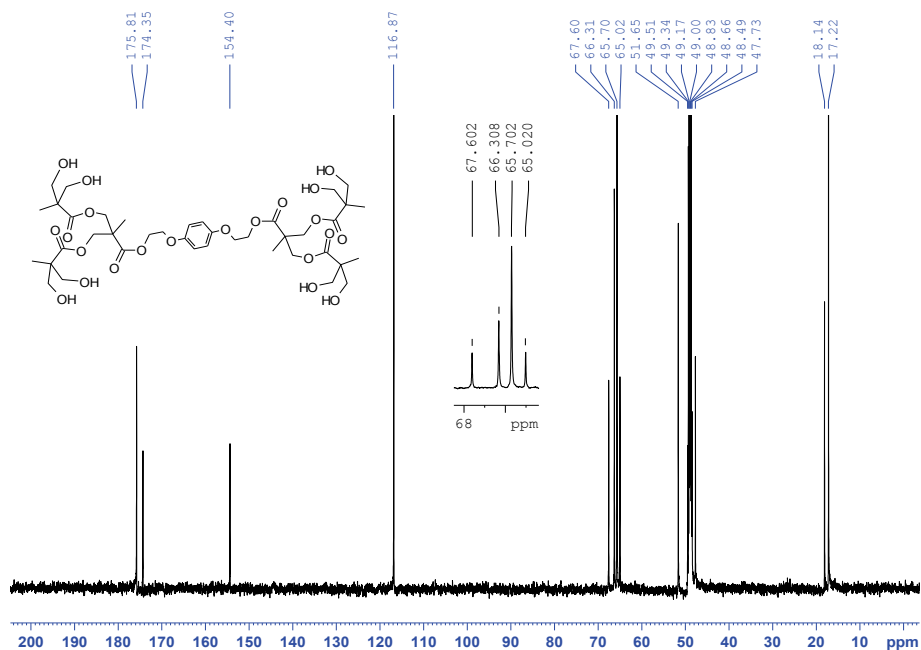 175.81
174.35
154.40
116.87
67.60
66.31
65.70
65.02
51.65
49.51
49.34
49.17
49.00
48.83
48.66
48.49
47.73
18.14
17.22
67.602
66.308
65.702
65.020
68 ppm
OH
OH
O
O
O
O
O
O
O
O
OH
OH
O
O
O
O
HO
HO
O
O
O
O
HO
HO
200 190 180 170 160 150 140 130 120 110 100 90 80 70 60 50 40 30 20 10 ppm